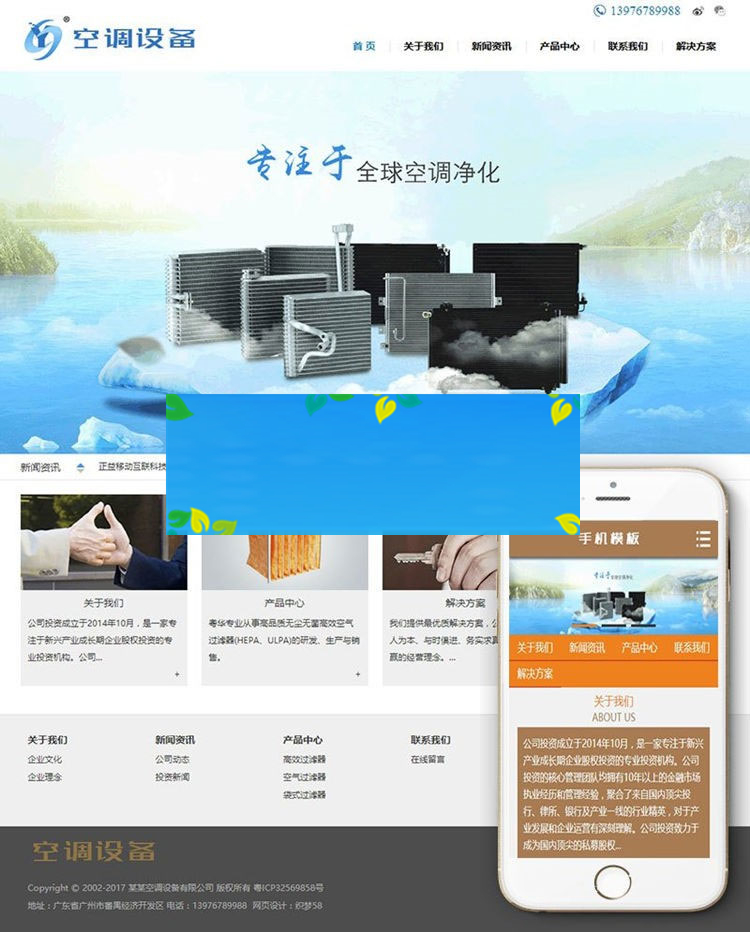 13976789988
空调设备
首 页
关于我们
新闻资讯
产品中心
联系我们
解决方案
专注于 全球空调净化
新闻资讯
正益移动互联科技
关于我们
公司投资成立于2014年10月，是一家专
注于新兴产业成长期企业股权投资的专
业投资机构。公司...
+
产品中心
粤华专业从事高品质无尘无菌高效空气
过滤器(HEPA、ULPA)的研发、生产与销
售。
+
解决方案
我们提供最优质解决方案，公
人为本、与时俱进、务实求真
赢的经营理念。...
手机模板
专注于 全球空调净化
关于我们
新闻资讯
产品中心
联系我们
解决方案
关于我们
ABOUT US
公司投资成立于2014年10月，是一家专注于新兴
产业成长期企业股权投资的专业投资机构。公司
投资的核心管理团队均拥有10年以上的金融市场
执业经历和管理经验，聚合了来自国内顶尖投
行、律所、银行及产业一线的行业精英，对于产
业发展和企业运营有深刻理解。公司投资致力于
成为国内顶尖的私募股权...
关于我们
企业文化
企业理念
新闻资讯
公司动态
投资新闻
产品中心
高效过滤器
空气过滤器
袋式过滤器
联系我们
在线留言
空调设备
Copyright © 2002-2017 某某空调设备有限公司 版权所有 粤ICP32569858号
地址：广东省广州市番禺经济开发区 电话：13976789988 网页设计：织梦58